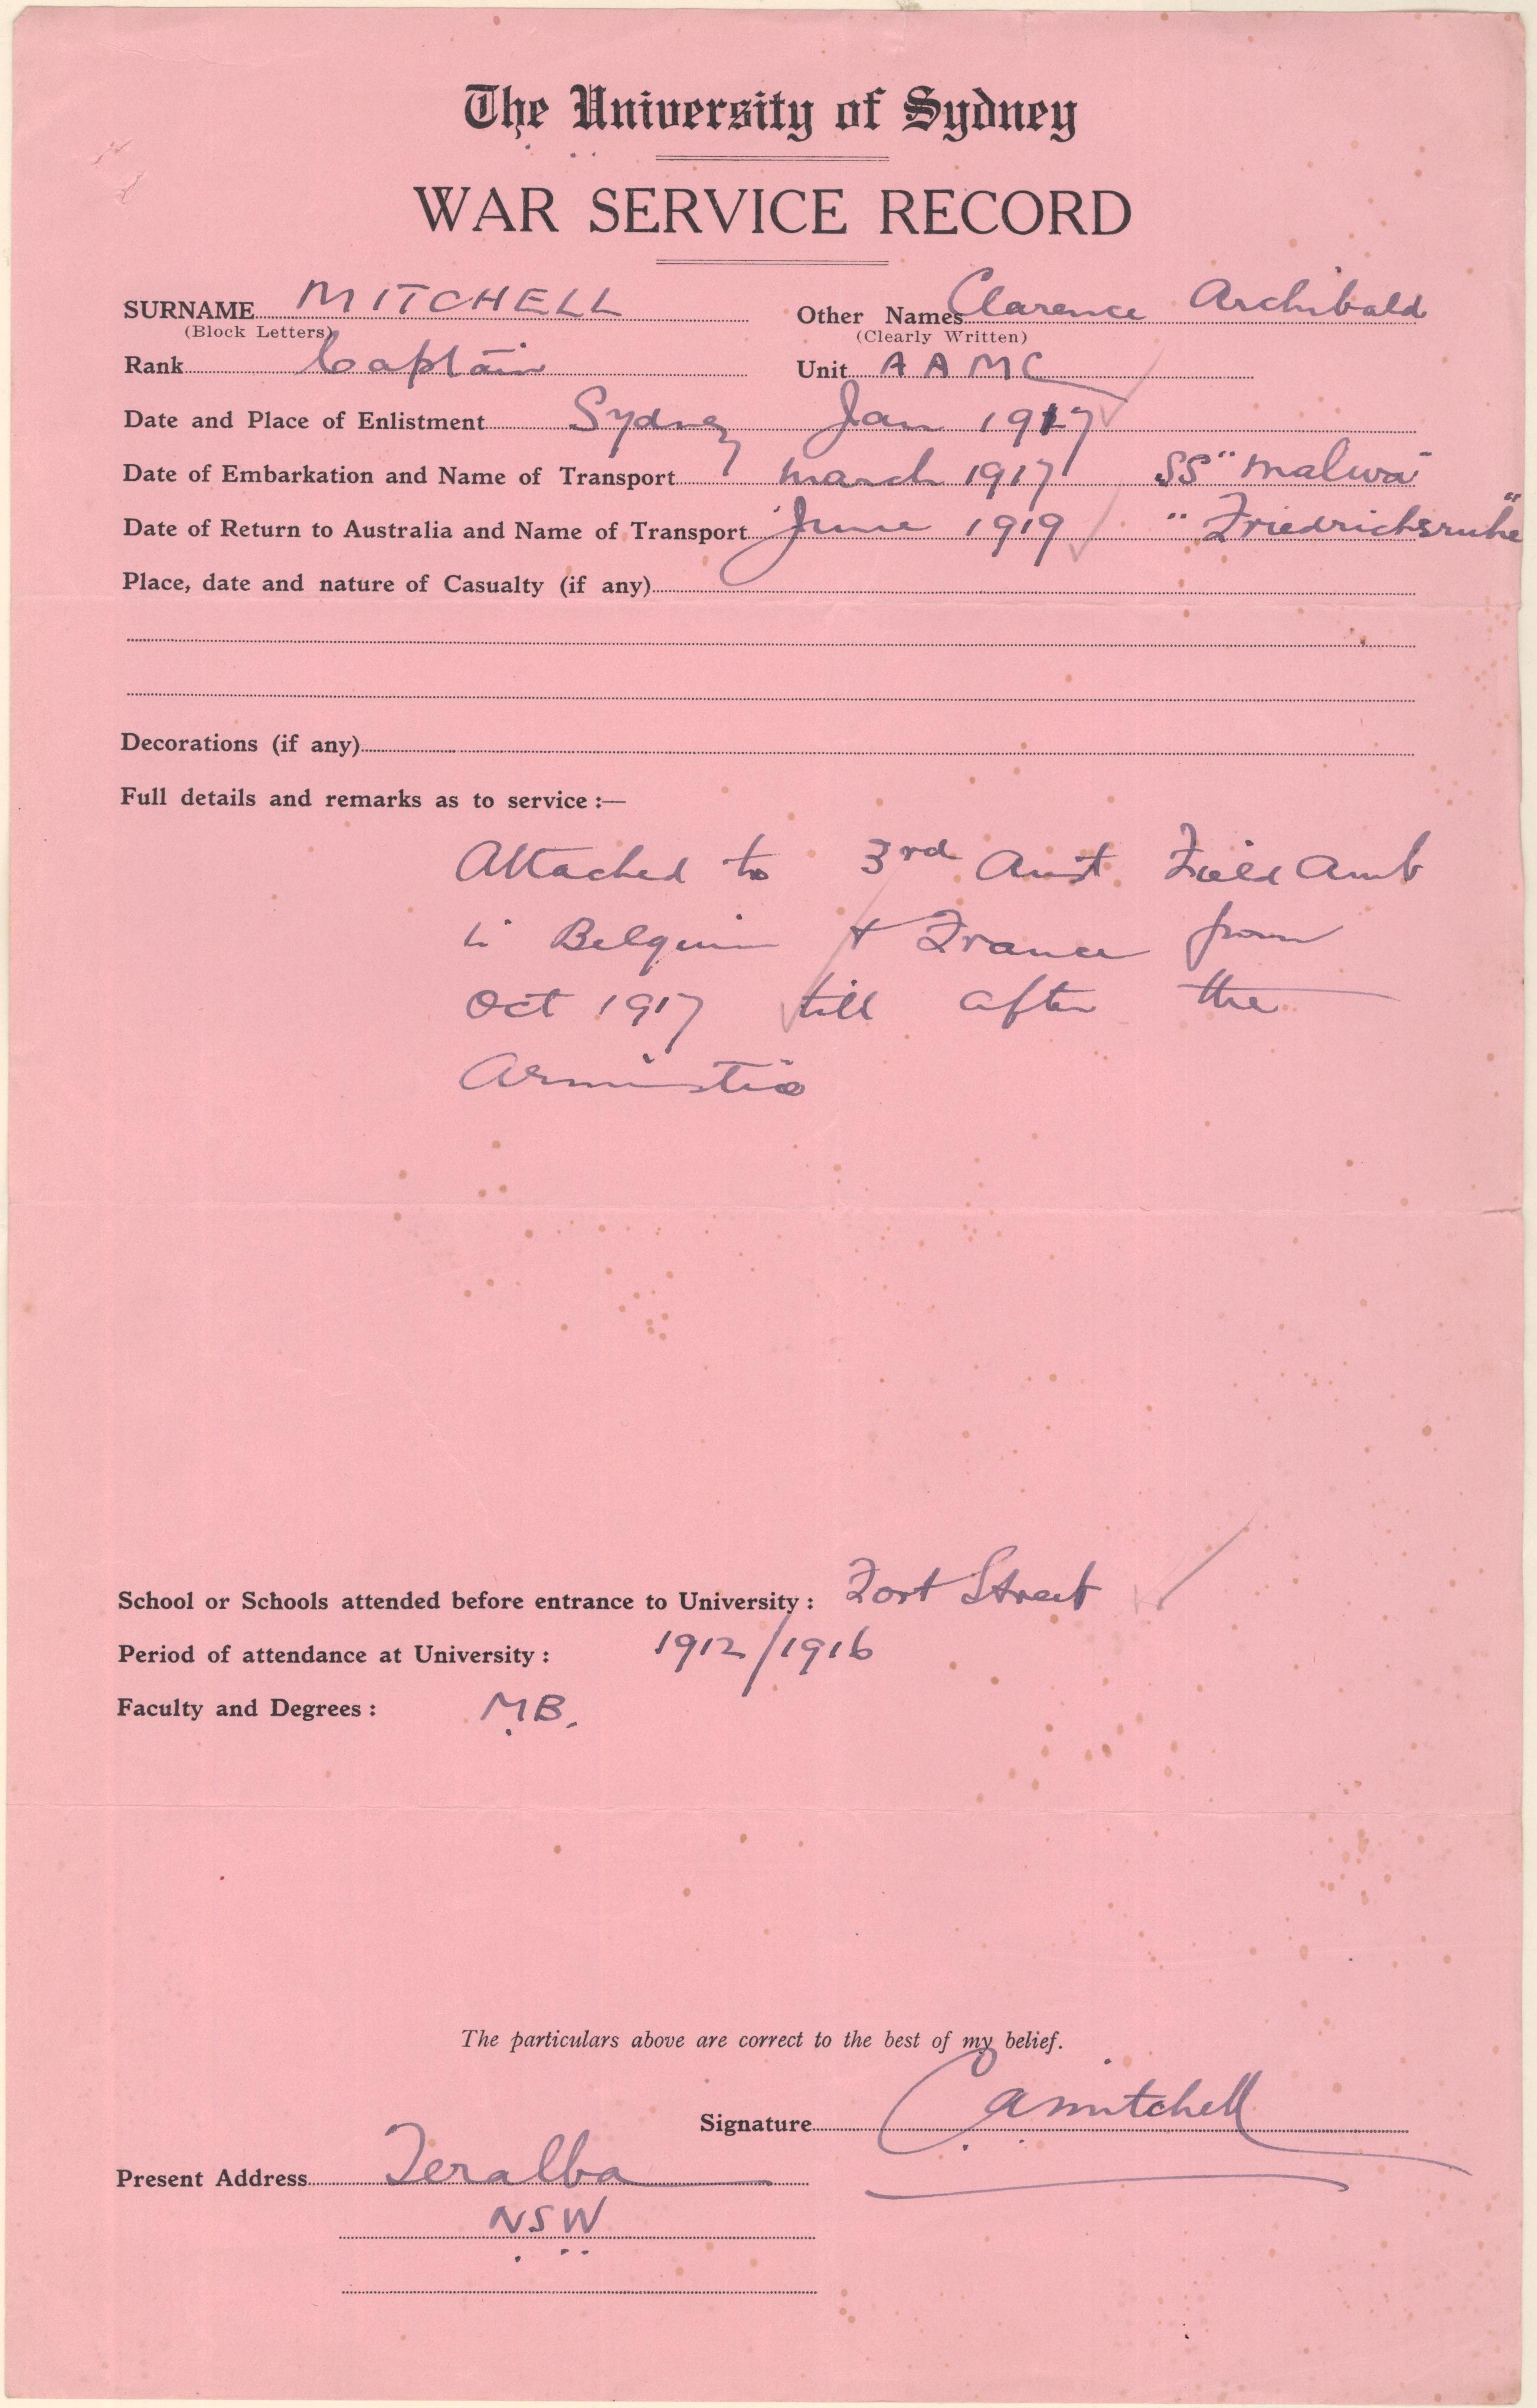 The University of Sydney
WAR SERVICE RECORD
SURNAME MITCHELL Other Names Clarence Archibald
(Block Letters) (Clearly Written)
Rank Captain Unit A A M C
Date and Place of Enlistment Sydney Jan 1917
Date of Embarkation and Name of Transport March 1917 SS "Malwa"
Date of Return to Australia and Name of Transport June 1919 "Friedrichsruhe"
Place, date and nature of Casualty (if any)
Decorations (if any)
Full details and remarks as to service :—
Attached to 3rd Aust. Field Amb
in Belgium + France from
Oct 1917 till after the
Armistice
School or Schools attended before entrance to University : Fort Street
Period of attendance at University : 1912/1916
Faculty and Degrees : MB.
The particulars above are correct to the best of my belief.
Signature CAMitchell
Present Address Teralba
NSW